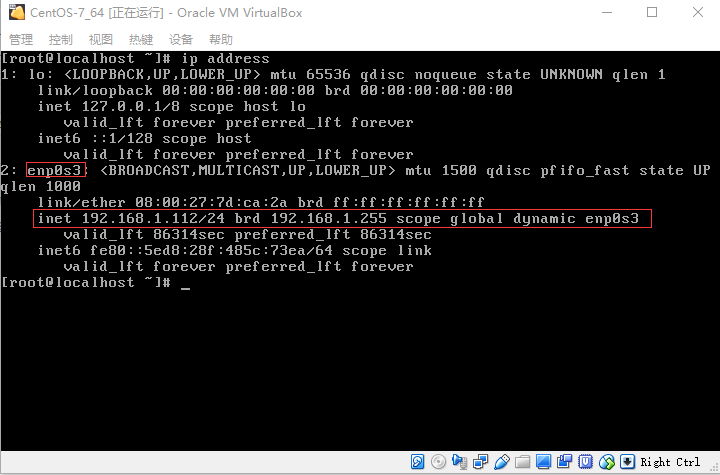 CentOS-7_64 [正在运行] - Oracle VM VirtualBox
管理 控制 视图 热键 设备 帮助
[root@localhost ~]# ip address
1: lo: <LOOPBACK,UP,LOWER_UP> mtu 65536 qdisc noqueue state UNKNOWN qlen 1
link/loopback 00:00:00:00:00:00 brd 00:00:00:00:00:00
inet 127.0.0.1/8 scope host lo
valid_lft forever preferred_lft forever
inet6 ::1/128 scope host
valid_lft forever preferred_lft forever
2: enp0s3: <BROADCAST,MULTICAST,UP,LOWER_UP> mtu 1500 qdisc pfifo_fast state UP
qlen 1000
link/ether 08:00:27:7d:ca:2a brd ff:ff:ff:ff:ff:ff
inet 192.168.1.112/24 brd 192.168.1.255 scope global dynamic enp0s3
valid_lft 86314sec preferred_lft 86314sec
inet6 fe80::5ed8:28f:485c:73ea/64 scope link
valid_lft forever preferred_lft forever
[root@localhost ~]# _
Right Ctrl